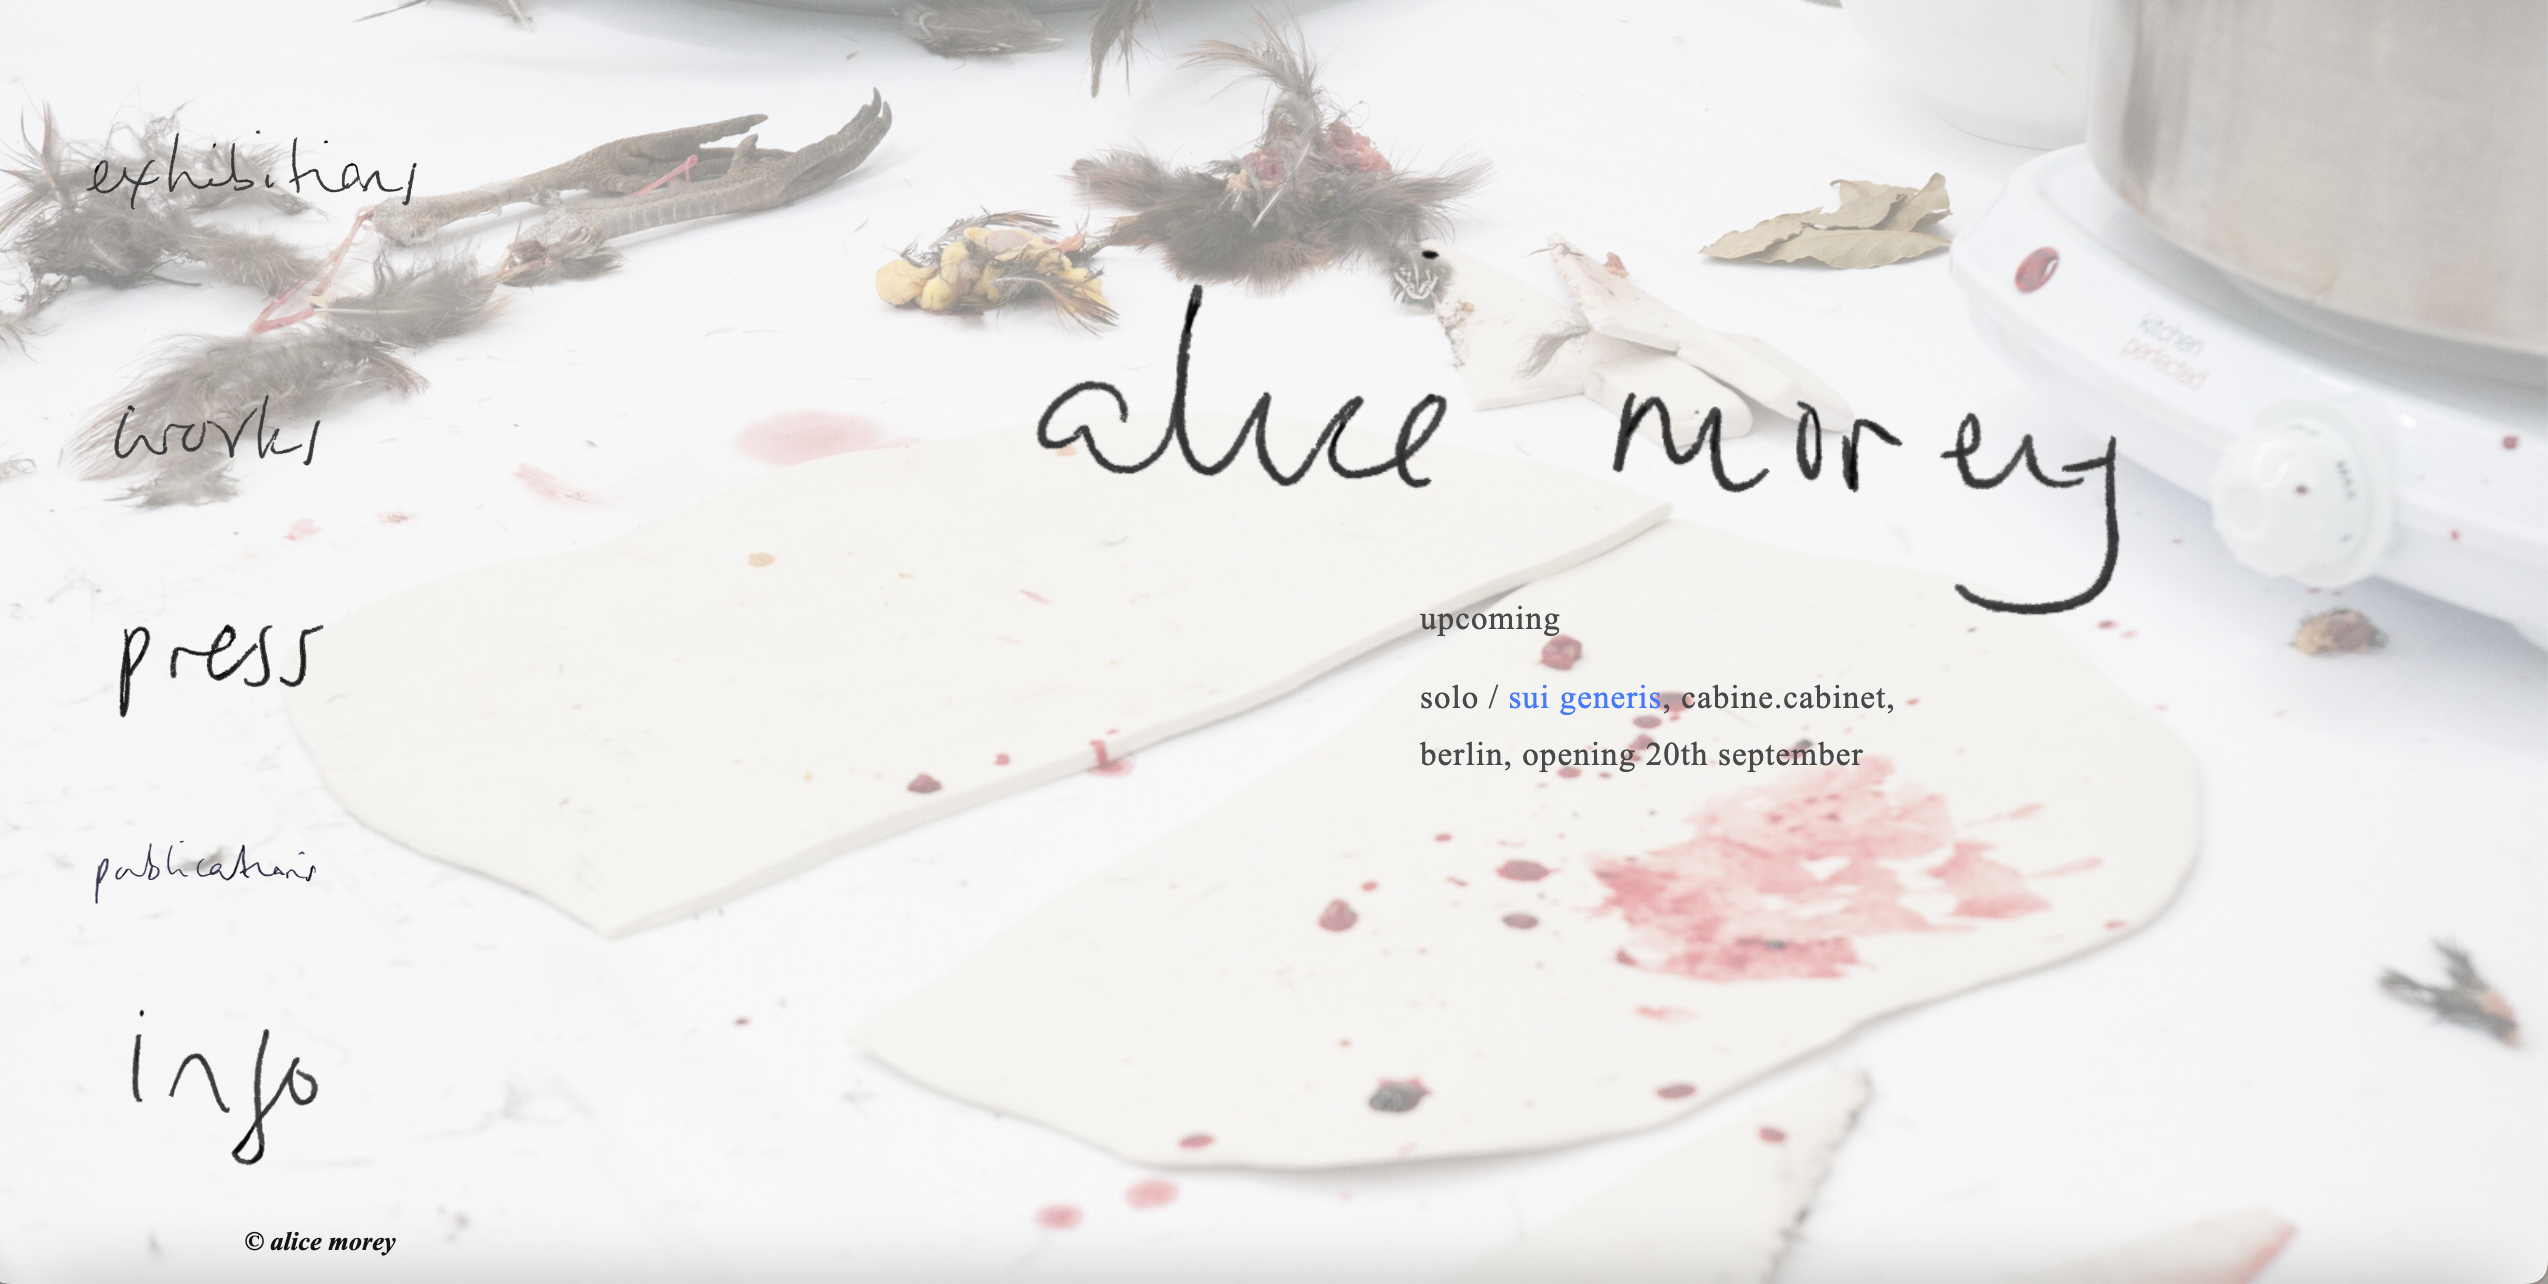 exhibitions
works
press
publications
info
© alice morey
alice morey
upcoming
solo / sui generis, cabine.cabinet,
berlin, opening 20th september
kitchen
perfected